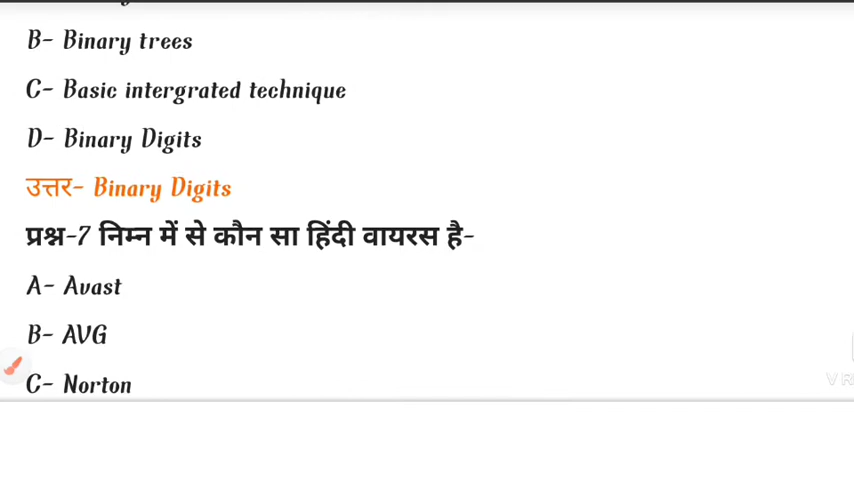 B- Binary trees
C- Basic intergrated technique
D- Binary Digits
उत्तर- Binary Digits
प्रश्न-7 निम्न में से कौन सा हिंदी वायरस है-
A- Avast
B- AVG
C- Norton